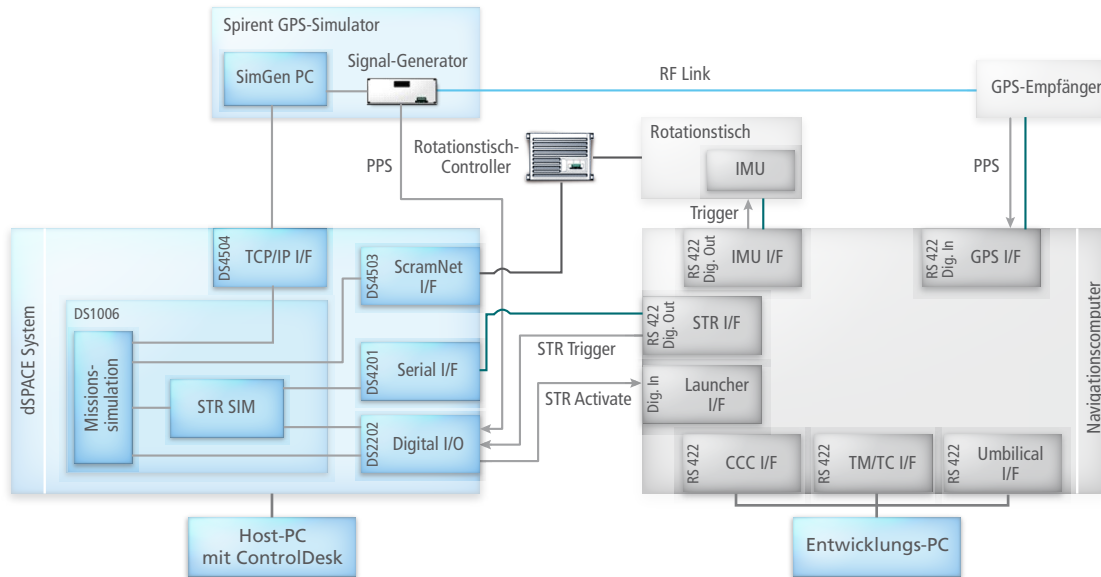 Spirent GPS-Simulator
SimGen PC
Signal-Generator
RF Link
GPS-Empfänger
PPS
Rotationstisch-
Controller
Rotationstisch
IMU
Trigger
PPS
dSPACE System
DS4504
TCP/IP I/F
DS4503
ScramNet
I/F
DS1006
Missions-
simulation
STR SIM
DS4201
Serial I/F
DS2202
Digital I/O
STR Trigger
STR Activate
RS 422
Dig. Out
IMU I/F
RS 422
Dig. In
GPS I/F
RS 422
Dig. Out
STR I/F
Dig. In
Launcher
I/F
RS 422
CCC I/F
RS 422
TM/TC I/F
RS 422
Umbilical
I/F
Navigationscomputer
Host-PC
mit ControlDesk
Entwicklungs-PC